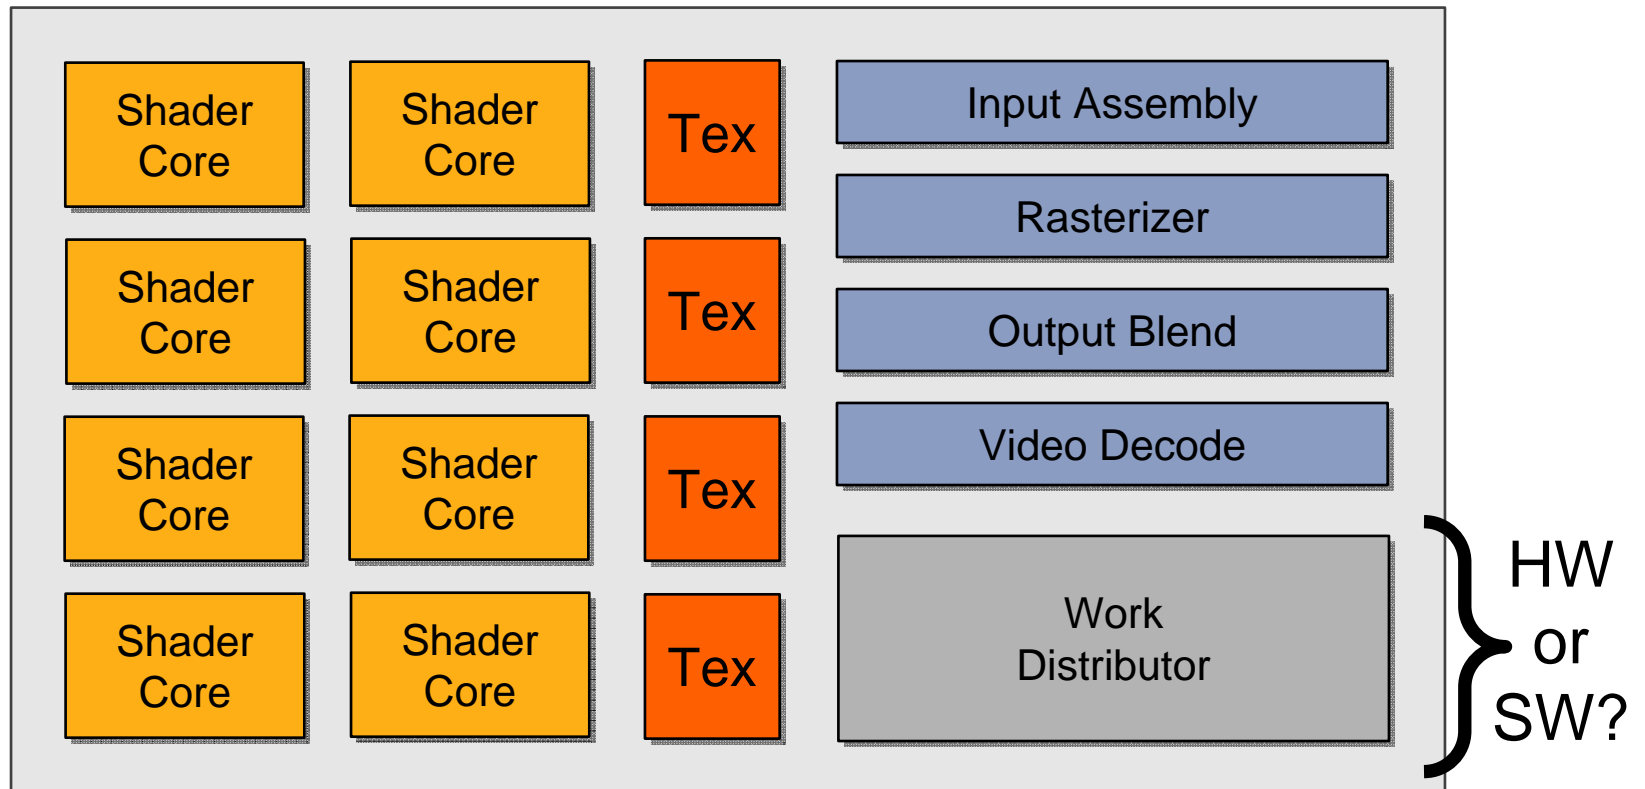 Shader
Core
Shader
Core
Tex
Input Assembly
Rasterizer
Shader
Core
Shader
Core
Tex
Output Blend
Video Decode
Shader
Core
Shader
Core
Tex
Shader
Core
Shader
Core
Tex
Work
Distributor
HW
or
SW?